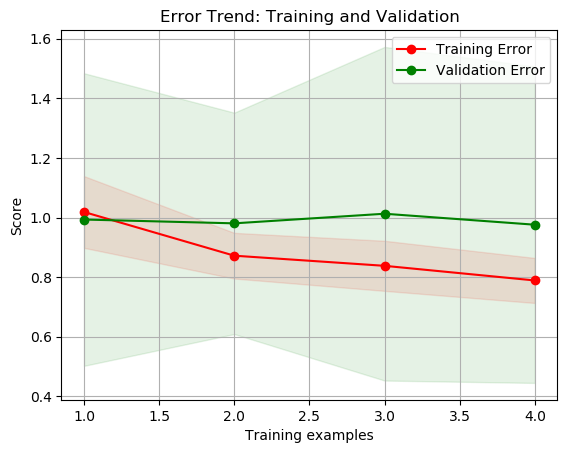 Error Trend: Training and Validation
Training Error
Validation Error
Score
1.6
1.4
1.2
1.0
0.8
0.6
0.4
1.0 1.5 2.0 2.5 3.0 3.5 4.0
Training examples